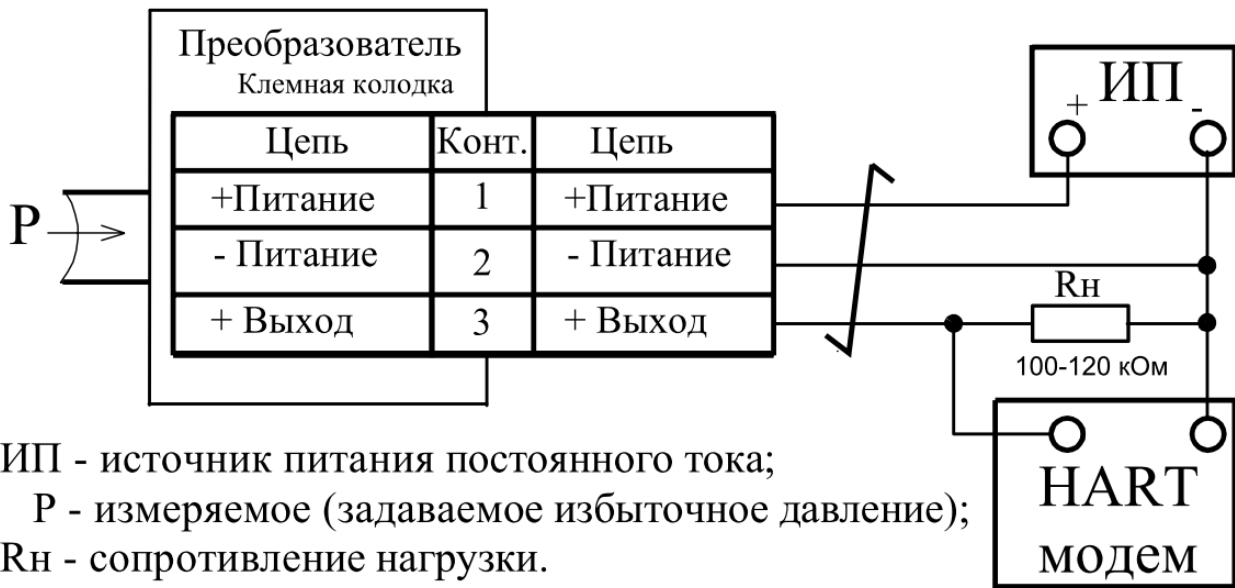 Преобразователь
Клемная колодка
Цепь Конт. Цепь
+Питание 1 +Питание
- Питание 2 - Питание
+ Выход 3 + Выход
P
ИП
+ -
Rн
100-120 кОм
HART
модем
ИП - источник питания постоянного тока;
P - измеряемое (задаваемое избыточное давление);
Rн - сопротивление нагрузки.